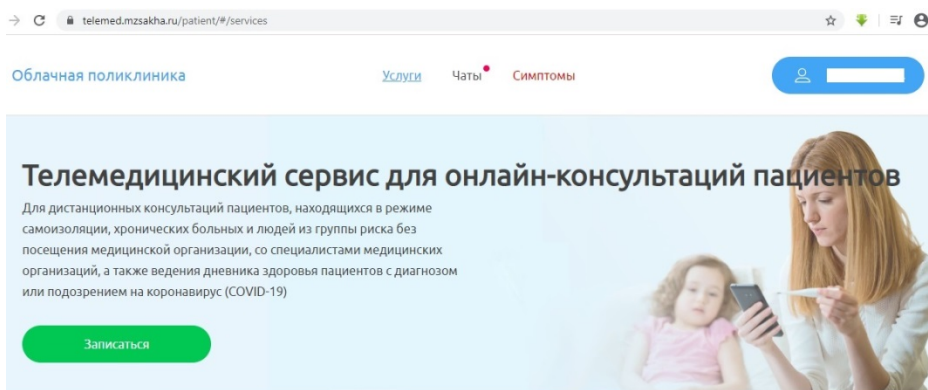 telemed.mzsakha.ru/patient/#/services
Облачная поликлиника
Услуги
Чаты
Симптомы
Телемедицинский сервис для онлайн-консультаций пациентов
Для дистанционных консультаций пациентов, находящихся в режиме
самоизоляции, хронических больных и людей из группы риска без
посещения медицинской организации, со специалистами медицинских
организаций, а также ведения дневника здоровья пациентов с диагнозом
или подозрением на коронавирус (COVID-19)
Записаться